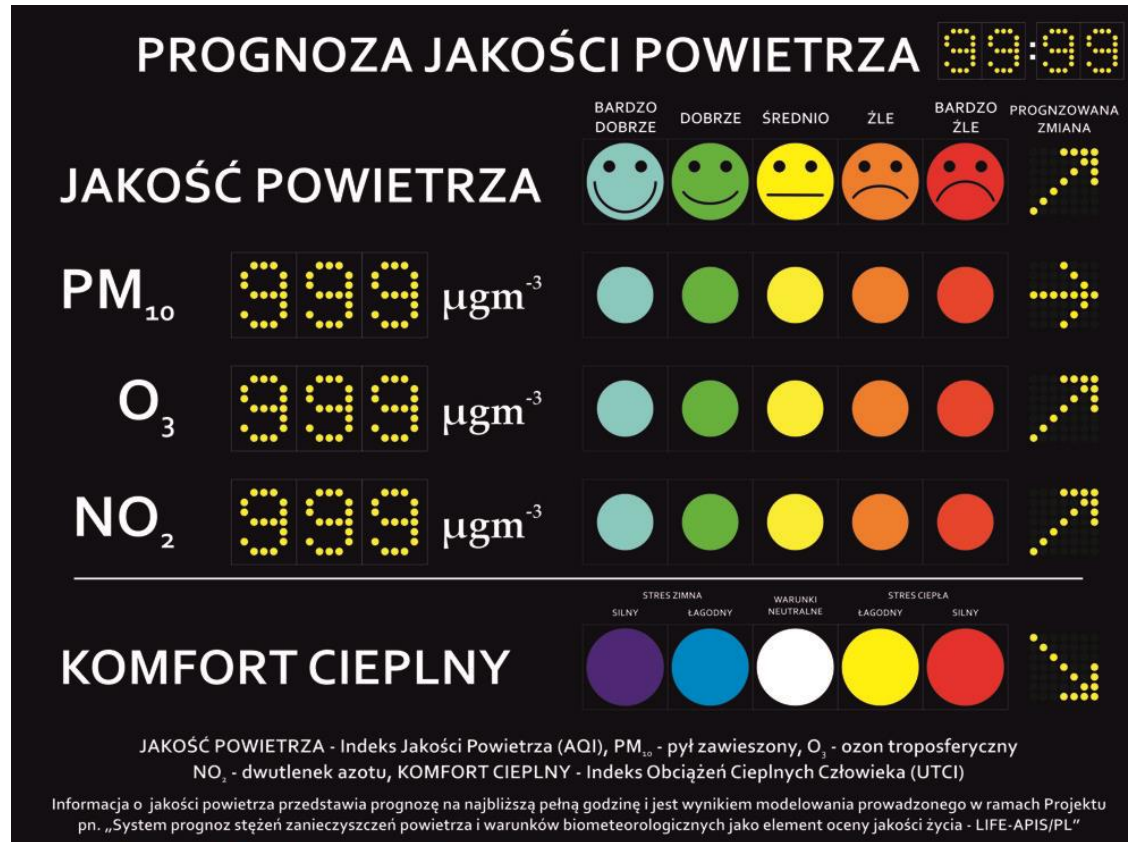 PROGNOZA JAKOŚCI POWIETRZA 99:99
BARDZO DOBRZE DOBRZE ŚREDNIO ŹLE BARDZO ŹLE PROGNZOWANA ZMIANA
JAKOŚĆ POWIETRZA
PM₁₀ 999 µgm⁻³
O₃ 999 µgm⁻³
NO₂ 999 µgm⁻³
STRES ZIMNA WARUNKI NEUTRALNE STRES CIEPŁA
SILNY ŁAGODNY ŁAGODNY SILNY
KOMFORT CIEPLNY
JAKOŚĆ POWIETRZA - Indeks Jakości Powietrza (AQI), PM₁₀ - pył zawieszony, O₃ - ozon troposferyczny
NO₂ - dwutlenek azotu, KOMFORT CIEPLNY - Indeks Obciążeń Cieplnych Człowieka (UTCI)
Informacja o jakości powietrza przedstawia prognozę na najbliższą pełną godzinę i jest wynikiem modelowania prowadzonego w ramach Projektu
pn. „System prognoz stężeń zanieczyszczeń powietrza i warunków biometeorologicznych jako element oceny jakości życia - LIFE-APIS/PL”